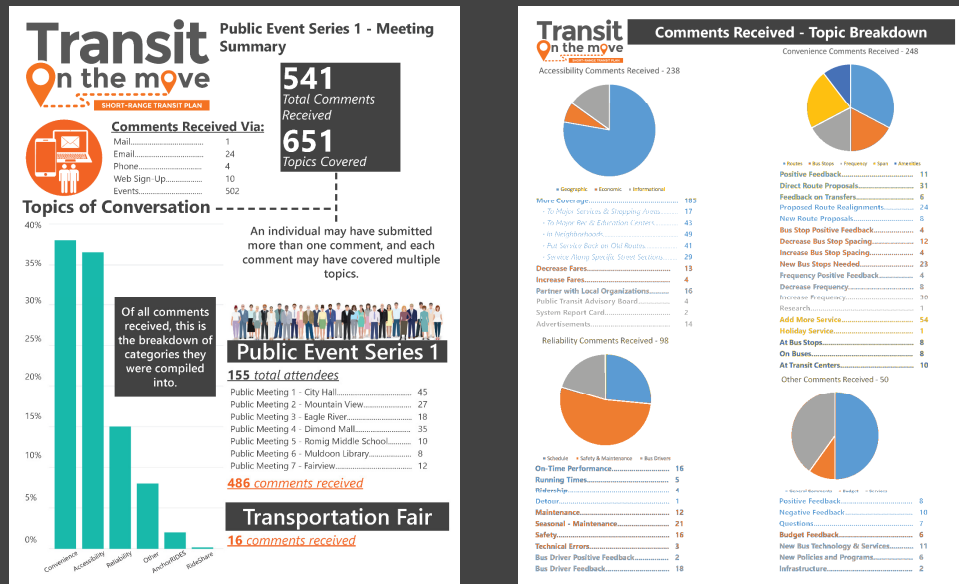 Transit
on the move
SHORT-RANGE TRANSIT PLAN
Public Event Series 1 - Meeting
Summary
541
Total Comments
Received
651
Topics Covered
Comments Received Via:
Mail 1
Email 24
Phone 4
Web Sign-Up 10
Events 502
Topics of Conversation
An individual may have submitted
more than one comment, and each
comment may have covered multiple
topics.
40%
35%
30%
25%
20%
15%
10%
5%
0%
Convenience
Accessibility
Reliability
Other
AnchorRIDES
RideShare
Of all comments
received, this is
the breakdown of
categories they
were compiled
into.
Public Event Series 1
155 total attendees
Public Meeting 1 - City Hall 45
Public Meeting 2 - Mountain View 27
Public Meeting 3 - Eagle River 18
Public Meeting 4 - Dimond Mall 35
Public Meeting 5 - Romig Middle School 10
Public Meeting 6 - Muldoon Library 8
Public Meeting 7 - Fairview 12
486 comments received
Transportation Fair
16 comments received
Transit
on the move
SHORT-RANGE TRANSIT PLAN
Comments Received - Topic Breakdown
Accessibility Comments Received - 238
Geographic Economic Informational
More Coverage 185
- To Major Services & Shopping Areas 17
- To Major Rec & Education Centers 43
- In Neighborhoods 49
- Put Service Back on Old Routes 41
- Service Along Specific Street Sections 29
Decrease Fares 13
Increase Fares 4
Partner with Local Organizations 16
Public Transit Advisory Board 4
System Report Card 2
Advertisements 14
Reliability Comments Received - 98
Schedule Safety & Maintenance Bus Drivers
On-Time Performance 16
Running Times 5
Ridership 4
Detour 1
Maintenance 12
Seasonal - Maintenance 21
Safety 16
Technical Errors 3
Bus Driver Positive Feedback 2
Bus Driver Feedback 18
Convenience Comments Received - 248
Routes Bus Stops Frequency Span Amenities
Positive Feedback 11
Direct Route Proposals 31
Feedback on Transfers 6
Proposed Route Realignments 24
New Route Proposals 8
Bus Stop Positive Feedback 4
Decrease Bus Stop Spacing 12
Increase Bus Stop Spacing 4
New Bus Stops Needed 23
Frequency Positive Feedback 4
Decrease Frequency 8
Increase Frequency
Research 1
Add More Service 54
Holiday Service 1
At Bus Stops 8
On Buses 8
At Transit Centers 10
Other Comments Received - 50
General Comments Budget Services
Positive Feedback 8
Negative Feedback 10
Questions 7
Budget Feedback 6
New Bus Technology & Services 11
New Policies and Programs 6
Infrastructure 2